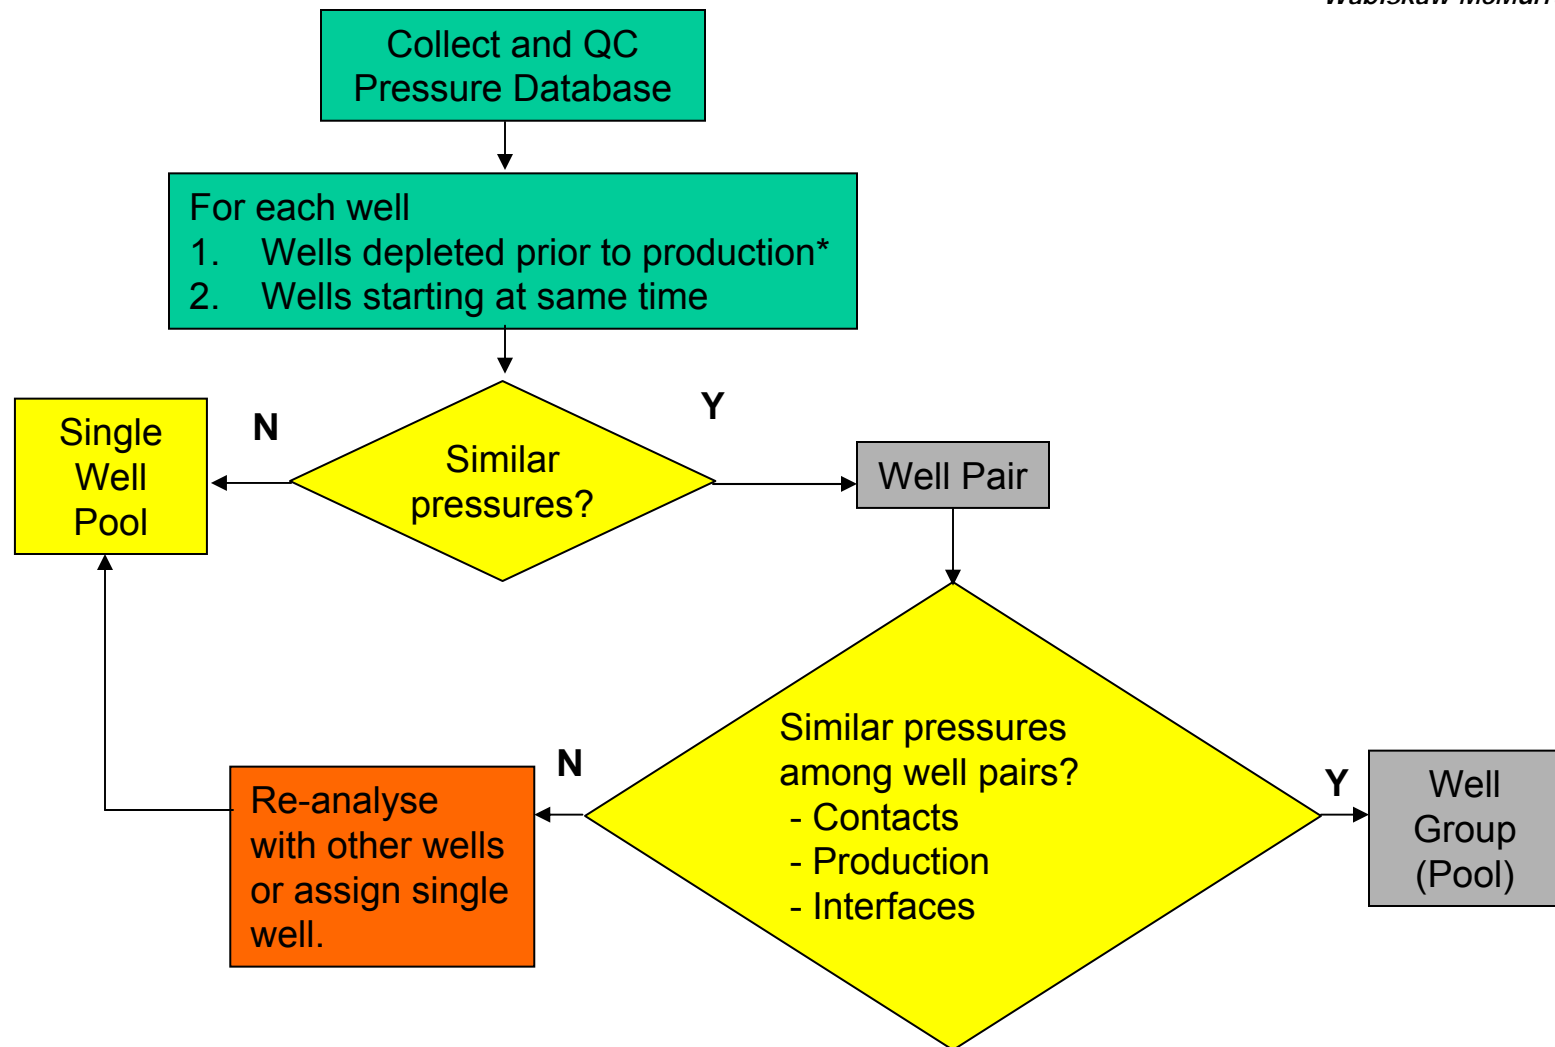 Collect and QC
Pressure Database
For each well
1. Wells depleted prior to production*
2. Wells starting at same time
N
Y
Single
Well
Pool
Similar
pressures?
Well Pair
Similar pressures
among well pairs?
- Contacts
- Production
- Interfaces
N
Y
Re-analyse
with other wells
or assign single
well.
Well
Group
(Pool)